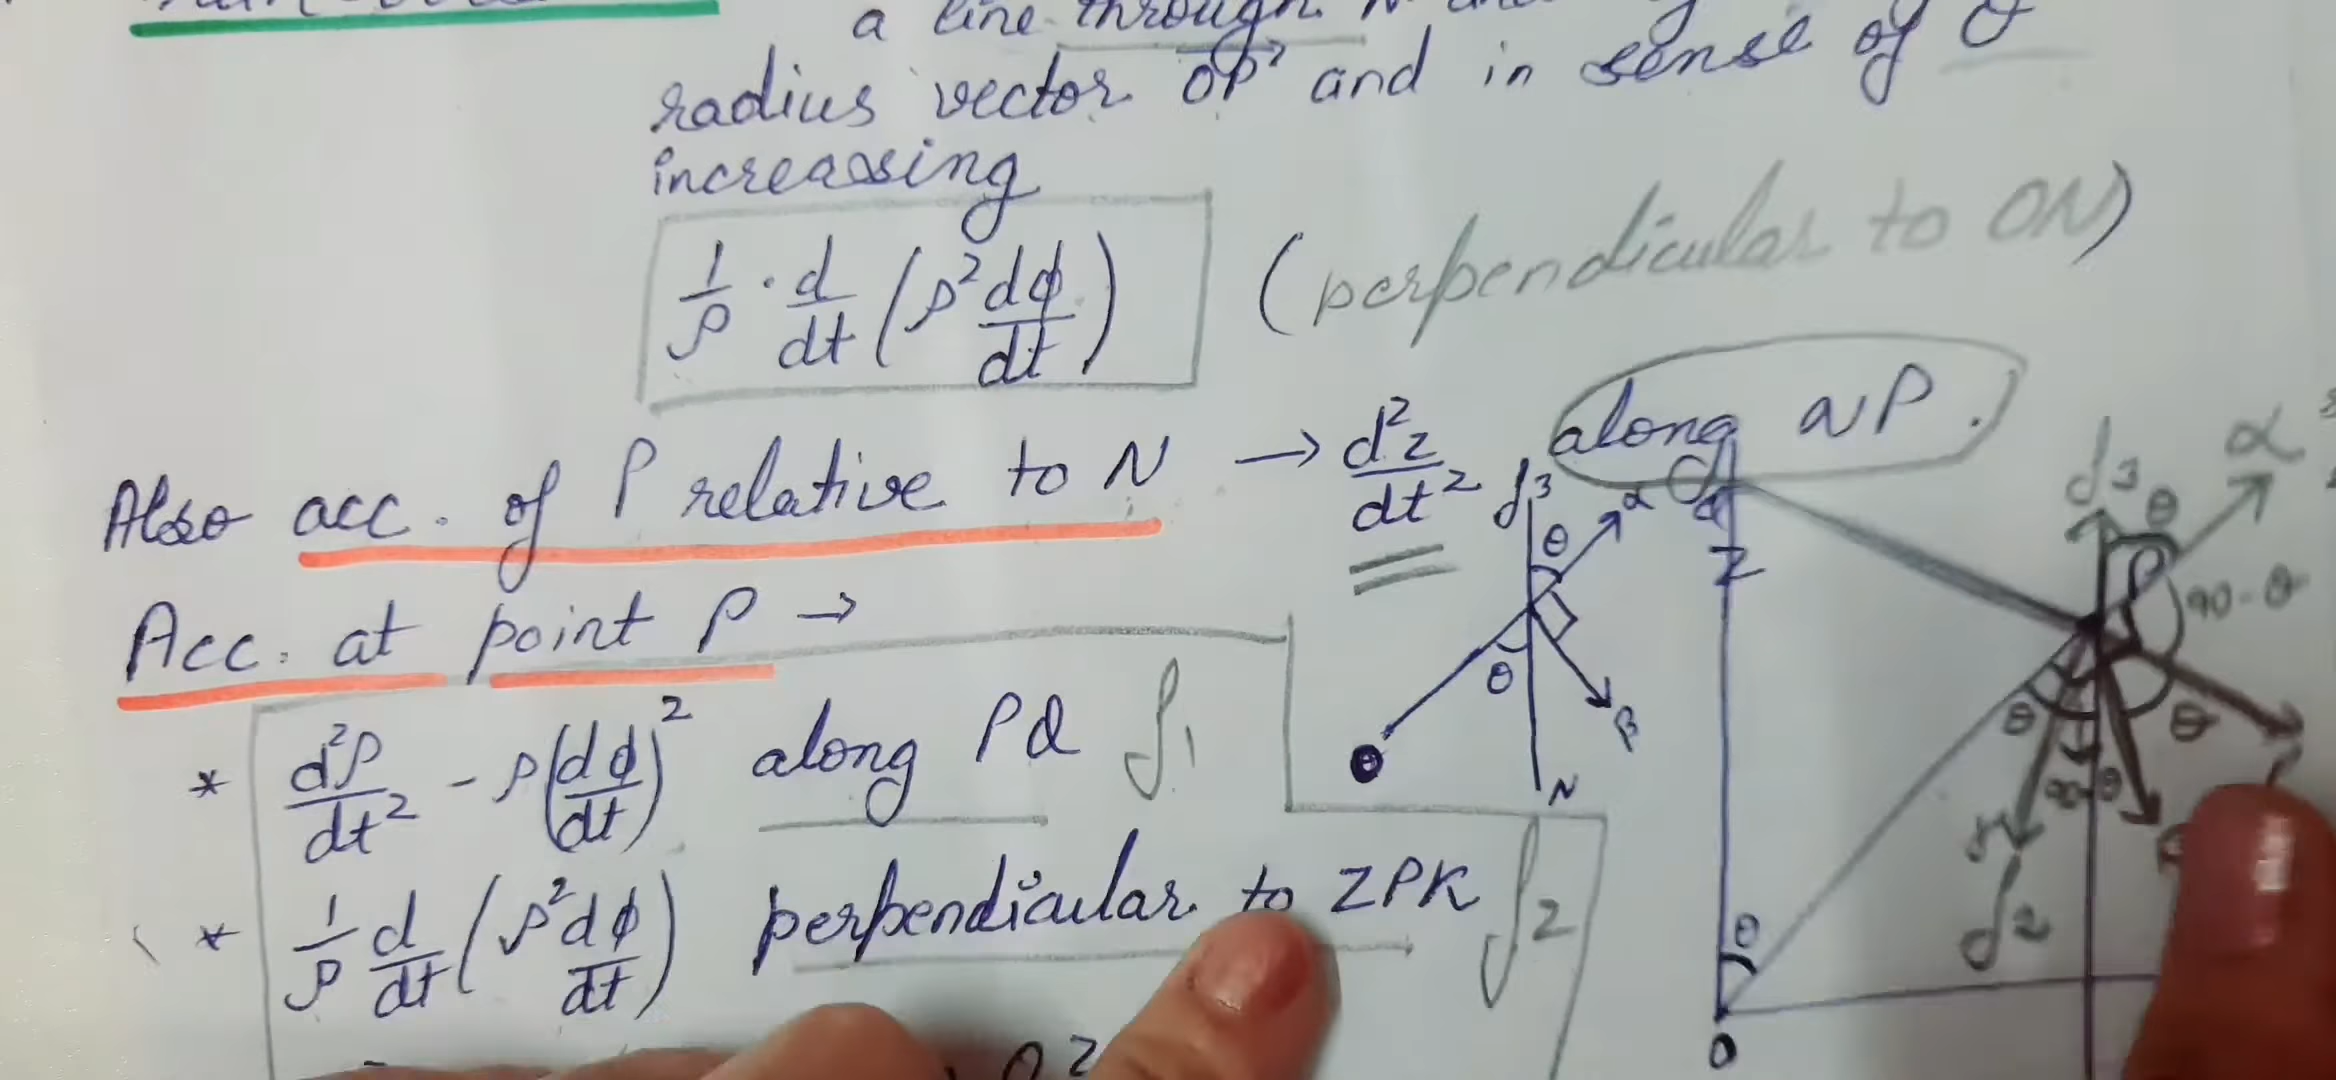 a line through N
radius vector OP and in sense of
increasing
1/ρ · d/dt (ρ² dϕ/dt) (perpendicular to ON)
Also acc. of P relative to N → d²z/dt² along NP.
Acc. at point P →
* d²ρ/dt² - ρ(dϕ/dt)² along PQ f1
* 1/ρ d/dt (ρ² dϕ/dt) perpendicular to ZPK f2
f3 α
θ
θ
β
N
Z
θ
O
f3 α
θ
P
90-θ
θ θ
90-θ
f2